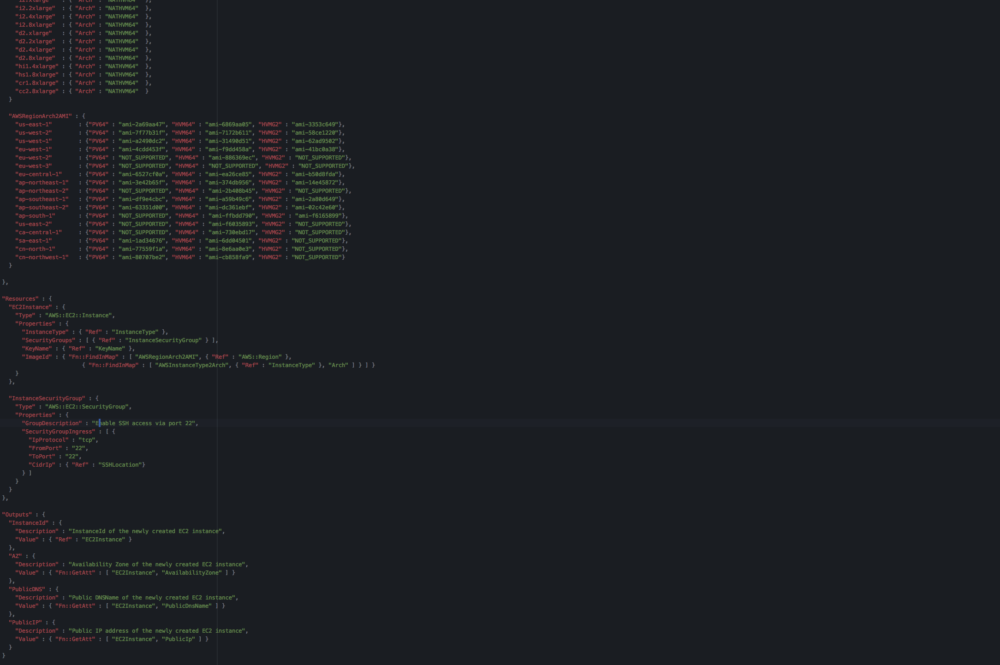 "i2.xlarge"   : { "Arch" : "NATHVM64"  },
"i2.2xlarge"  : { "Arch" : "NATHVM64"  },
"i2.4xlarge"  : { "Arch" : "NATHVM64"  },
"i2.8xlarge"  : { "Arch" : "NATHVM64"  },
"d2.xlarge"   : { "Arch" : "NATHVM64"  },
"d2.2xlarge"  : { "Arch" : "NATHVM64"  },
"d2.4xlarge"  : { "Arch" : "NATHVM64"  },
"d2.8xlarge"  : { "Arch" : "NATHVM64"  },
"hi1.4xlarge" : { "Arch" : "NATHVM64"  },
"hs1.8xlarge" : { "Arch" : "NATHVM64"  },
"cr1.8xlarge" : { "Arch" : "NATHVM64"  },
"cc2.8xlarge" : { "Arch" : "NATHVM64"  }
}
"AWSRegionArch2AMI" : {
"us-east-1"        : {"PV64" : "ami-2a69aa47", "HVM64" : "ami-6869aa05", "HVMG2" : "ami-3353c649"},
"us-west-2"        : {"PV64" : "ami-7f77b31f", "HVM64" : "ami-7172b611", "HVMG2" : "ami-58ce1220"},
"us-west-1"        : {"PV64" : "ami-a2490dc2", "HVM64" : "ami-31490d51", "HVMG2" : "ami-62ad9502"},
"eu-west-1"        : {"PV64" : "ami-4cdd453f", "HVM64" : "ami-f9dd458a", "HVMG2" : "ami-41bc0a38"},
"eu-west-2"        : {"PV64" : "NOT_SUPPORTED", "HVM64" : "ami-886369ec", "HVMG2" : "NOT_SUPPORTED"},
"eu-west-3"        : {"PV64" : "NOT_SUPPORTED", "HVM64" : "NOT_SUPPORTED", "HVMG2" : "NOT_SUPPORTED"},
"eu-central-1"     : {"PV64" : "ami-6527cf0a", "HVM64" : "ami-ea26ce85", "HVMG2" : "ami-b50d8fda"},
"ap-northeast-1"   : {"PV64" : "ami-3e42b65f", "HVM64" : "ami-374db956", "HVMG2" : "ami-14e45872"},
"ap-northeast-2"   : {"PV64" : "NOT_SUPPORTED", "HVM64" : "ami-2b408b45", "HVMG2" : "NOT_SUPPORTED"},
"ap-southeast-1"   : {"PV64" : "ami-df9e4cbc", "HVM64" : "ami-a59b49c6", "HVMG2" : "ami-2a80d649"},
"ap-southeast-2"   : {"PV64" : "ami-63351d00", "HVM64" : "ami-dc361ebf", "HVMG2" : "ami-02c42e60"},
"ap-south-1"       : {"PV64" : "NOT_SUPPORTED", "HVM64" : "ami-ffbdd790", "HVMG2" : "ami-f6165899"},
"us-east-2"        : {"PV64" : "NOT_SUPPORTED", "HVM64" : "ami-f6035893", "HVMG2" : "NOT_SUPPORTED"},
"ca-central-1"     : {"PV64" : "NOT_SUPPORTED", "HVM64" : "ami-730ebd17", "HVMG2" : "NOT_SUPPORTED"},
"sa-east-1"        : {"PV64" : "ami-1ad34676", "HVM64" : "ami-6dd04501", "HVMG2" : "NOT_SUPPORTED"},
"cn-north-1"       : {"PV64" : "ami-77559f1a", "HVM64" : "ami-8e6aa0e3", "HVMG2" : "NOT_SUPPORTED"},
"cn-northwest-1"   : {"PV64" : "ami-80707be2", "HVM64" : "ami-cb858fa9", "HVMG2" : "NOT_SUPPORTED"}
}
},
"Resources" : {
"EC2Instance" : {
"Type" : "AWS::EC2::Instance",
"Properties" : {
"InstanceType" : { "Ref" : "InstanceType" },
"SecurityGroups" : [ { "Ref" : "InstanceSecurityGroup" } ],
"KeyName" : { "Ref" : "KeyName" },
"ImageId" : { "Fn::FindInMap" : [ "AWSRegionArch2AMI", { "Ref" : "AWS::Region" },
{ "Fn::FindInMap" : [ "AWSInstanceType2Arch", { "Ref" : "InstanceType" }, "Arch" ] } ] }
}
},
"InstanceSecurityGroup" : {
"Type" : "AWS::EC2::SecurityGroup",
"Properties" : {
"GroupDescription" : "Enable SSH access via port 22",
"SecurityGroupIngress" : [ {
"IpProtocol" : "tcp",
"FromPort" : "22",
"ToPort" : "22",
"CidrIp" : { "Ref" : "SSHLocation"}
} ]
}
}
},
"Outputs" : {
"InstanceId" : {
"Description" : "InstanceId of the newly created EC2 instance",
"Value" : { "Ref" : "EC2Instance" }
},
"AZ" : {
"Description" : "Availability Zone of the newly created EC2 instance",
"Value" : { "Fn::GetAtt" : [ "EC2Instance", "AvailabilityZone" ] }
},
"PublicDNS" : {
"Description" : "Public DNSName of the newly created EC2 instance",
"Value" : { "Fn::GetAtt" : [ "EC2Instance", "PublicDnsName" ] }
},
"PublicIP" : {
"Description" : "Public IP address of the newly created EC2 instance",
"Value" : { "Fn::GetAtt" : [ "EC2Instance", "PublicIp" ] }
}
}